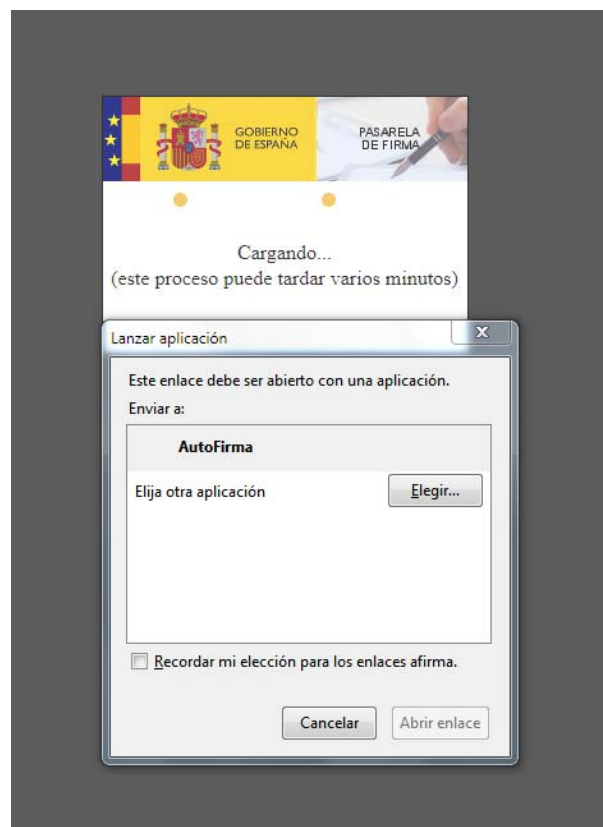 GOBIERNO
DE ESPAÑA
PASARELA
DE FIRMA
Cargando...
(este proceso puede tardar varios minutos)
Lanzar aplicación
Este enlace debe ser abierto con una aplicación.
Enviar a:
AutoFirma
Elija otra aplicación
Elegir...
Recordar mi elección para los enlaces afirma.
Cancelar
Abrir enlace